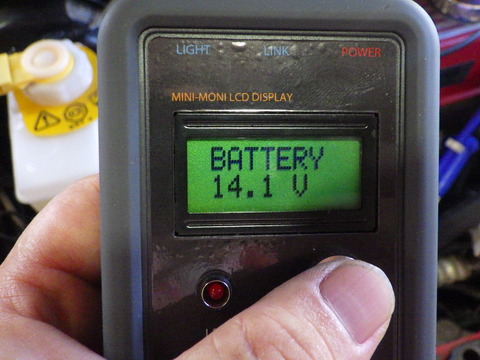 LIGHT LINK POWER
MINI-MONI LCD DISPLAY
BATTERY
14.1 V